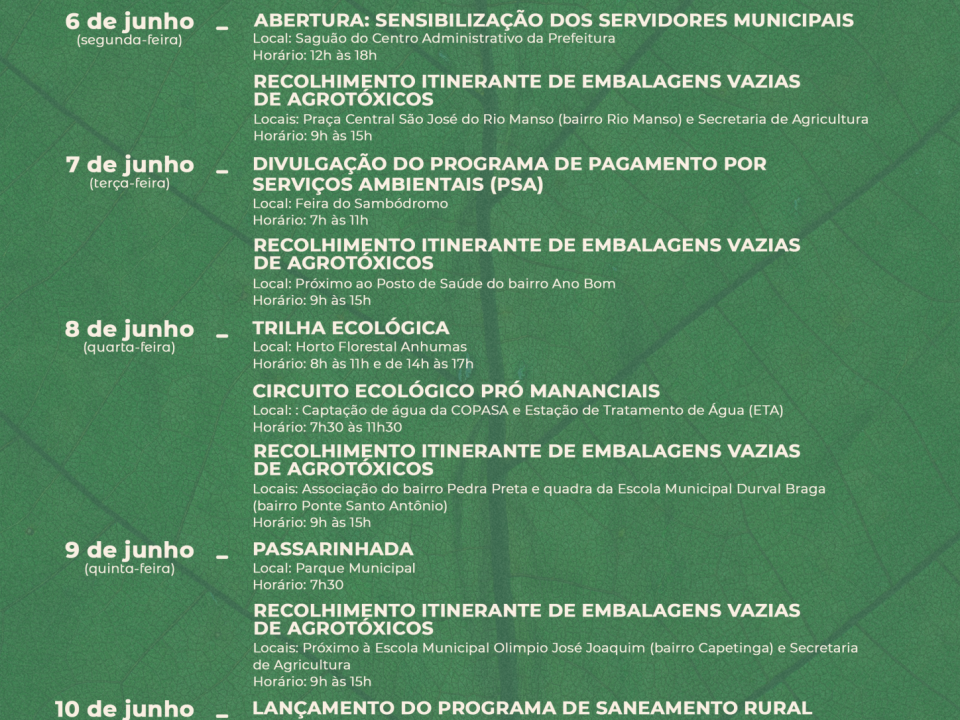 6 de junho
(segunda-feira)
–
ABERTURA: SENSIBILIZAÇÃO DOS SERVIDORES MUNICIPAIS
Local: Saguão do Centro Administrativo da Prefeitura
Horário: 12h às 18h
RECOLHIMENTO ITINERANTE DE EMBALAGENS VAZIAS
DE AGROTÓXICOS
Locais: Praça Central São José do Rio Manso (bairro Rio Manso) e Secretaria de Agricultura
Horário: 9h às 15h
7 de junho
(terça-feira)
–
DIVULGAÇÃO DO PROGRAMA DE PAGAMENTO POR
SERVIÇOS AMBIENTAIS (PSA)
Local: Feira do Sambódromo
Horário: 7h às 11h
RECOLHIMENTO ITINERANTE DE EMBALAGENS VAZIAS
DE AGROTÓXICOS
Local: Próximo ao Posto de Saúde do bairro Ano Bom
Horário: 9h às 15h
8 de junho
(quarta-feira)
–
TRILHA ECOLÓGICA
Local: Horto Florestal Anhumas
Horário: 8h às 11h e de 14h às 17h
CIRCUITO ECOLÓGICO PRÓ MANANCIAIS
Local: : Captação de água da COPASA e Estação de Tratamento de Água (ETA)
Horário: 7h30 às 11h30
RECOLHIMENTO ITINERANTE DE EMBALAGENS VAZIAS
DE AGROTÓXICOS
Locais: Associação do bairro Pedra Preta e quadra da Escola Municipal Durval Braga
(bairro Ponte Santo Antônio)
Horário: 9h às 15h
9 de junho
(quinta-feira)
–
PASSARINHADA
Local: Parque Municipal
Horário: 7h30
RECOLHIMENTO ITINERANTE DE EMBALAGENS VAZIAS
DE AGROTÓXICOS
Locais: Próximo à Escola Municipal Olimpio José Joaquim (bairro Capetinga) e Secretaria
de Agricultura
Horário: 9h às 15h
10 de junho
–
LANÇAMENTO DO PROGRAMA DE SANEAMENTO RURAL